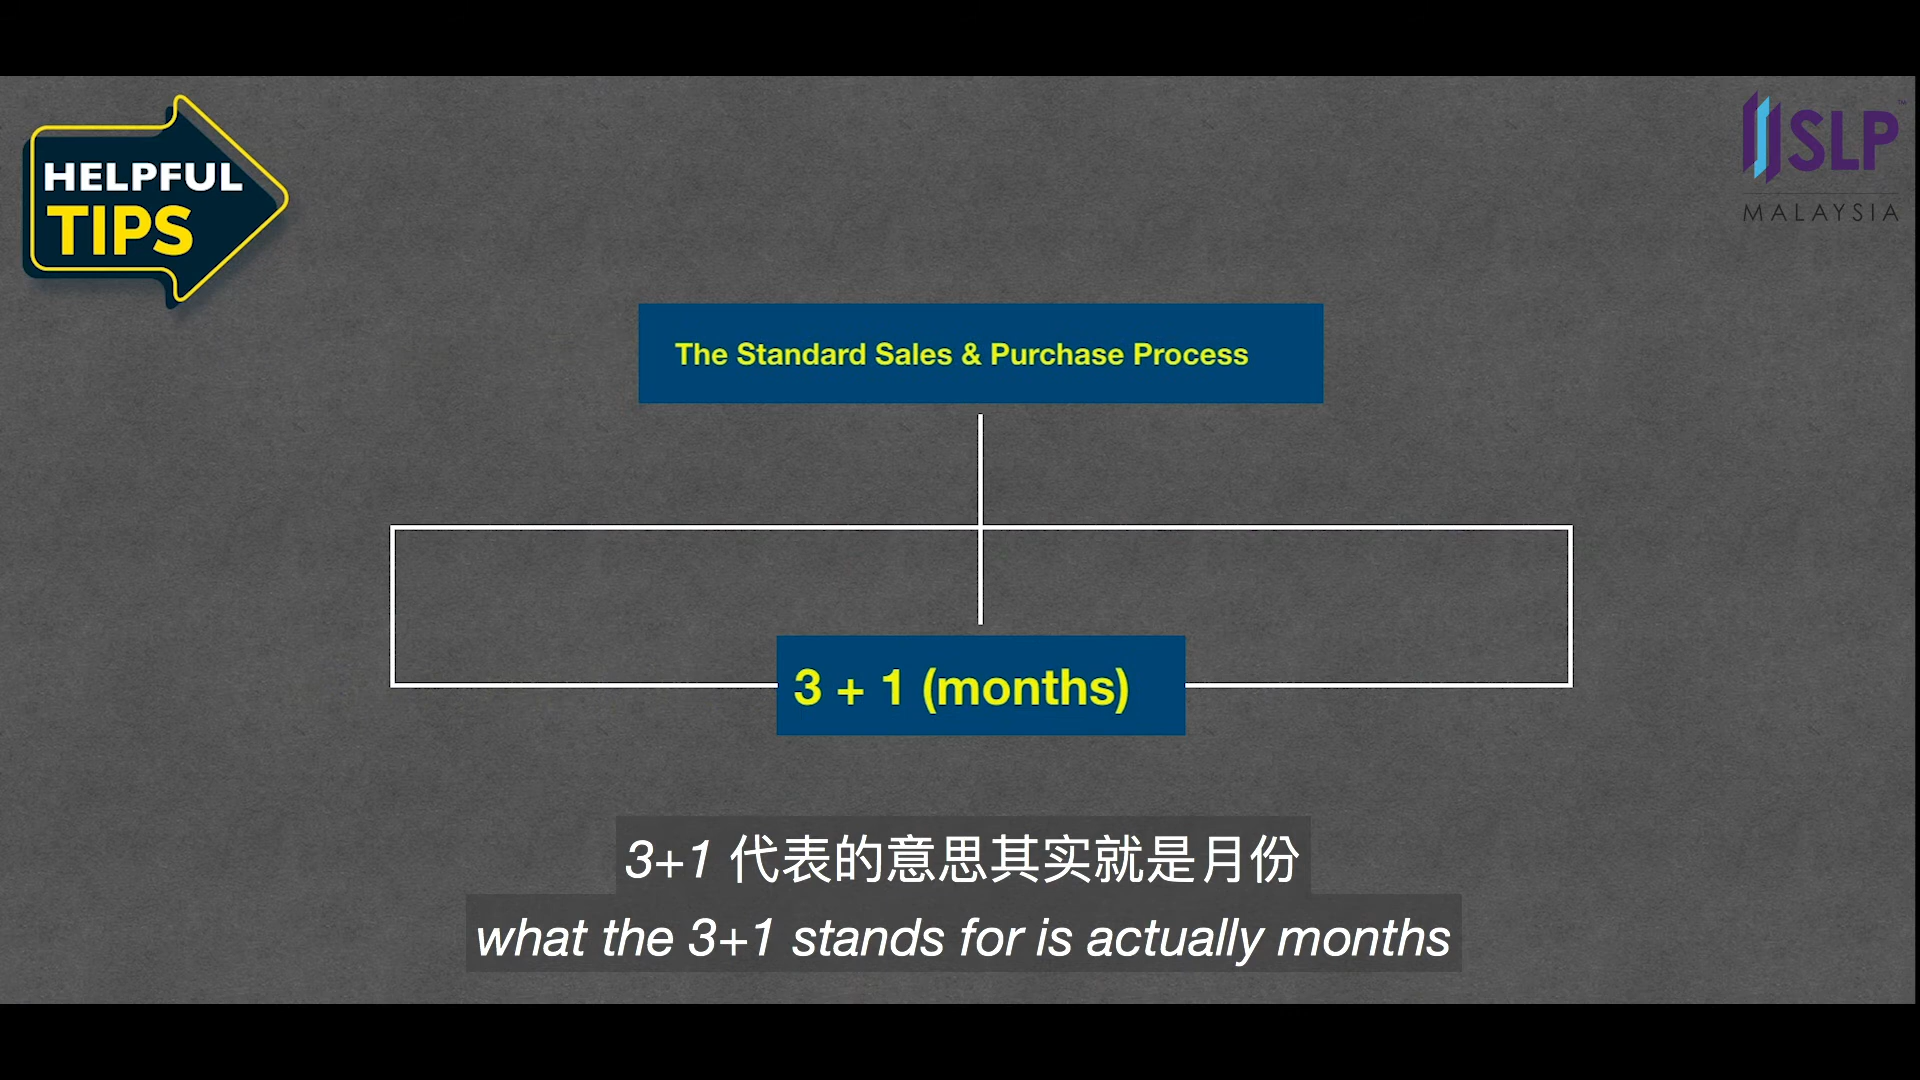 HELPFUL
TIPS
SLP™
MALAYSIA
The Standard Sales & Purchase Process
3 + 1 (months)
3+1 代表的意思其实就是月份
what the 3+1 stands for is actually months